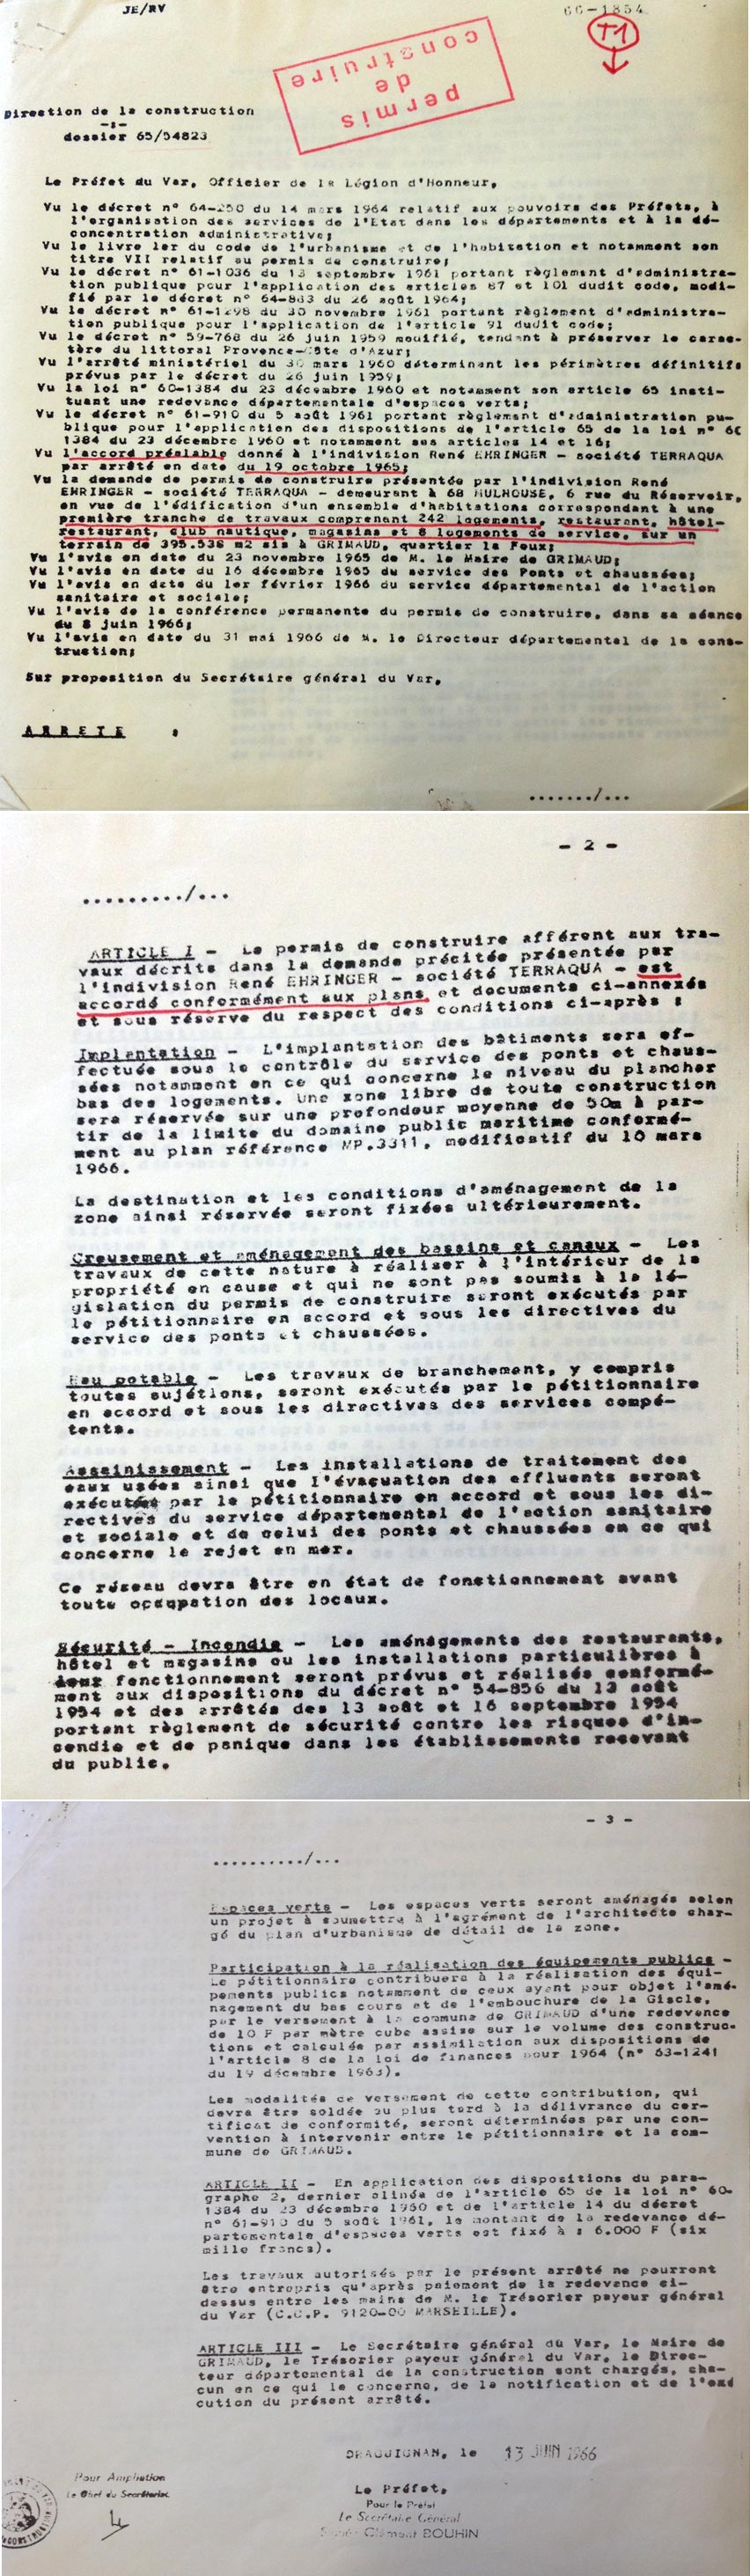 JE/RV
66-1854
T1
permis
de
construire
Direction de la construction
-:-
dossier 65/54823
Le Préfet du Var, Officier de la Légion d'Honneur,
Vu le décret n° 64-250 du 14 mars 1964 relatif aux pouvoirs des Préfets, à
l'organisation des services de l'Etat dans les départements et à la dé-
concentration administrative;
Vu le livre 1er du code de l'urbanisme et de l'habitation et notamment son
titre VII relatif au permis de construire;
Vu le décret n° 61-1036 du 13 septembre 1961 portant règlement d'administra-
tion publique pour l'application des articles 87 et 101 dudit code, modi-
fié par le décret n° 64-883 du 26 août 1964;
Vu le décret n° 61-1298 du 30 novembre 1961 portant règlement d'administra-
tion publique pour l'application de l'article 91 dudit code;
Vu le décret n° 59-768 du 26 juin 1959 modifié, tendant à préserver le carac-
tère du littoral Provence-Côte d'Azur;
Vu l'arrêté ministériel du 30 mars 1960 déterminant les périmètres définitifs
prévus par le décret du 26 juin 1959;
Vu la loi n° 60-1384 du 23 décembre 1960 et notamment son article 65 insti-
tuant une redevance départementale d'espaces verts;
Vu le décret n° 61-910 du 5 août 1961 portant règlement d'administration pu-
blique pour l'application des dispositions de l'article 65 de la loi n° 60
1384 du 23 décembre 1960 et notamment ses articles 14 et 16;
Vu l'accord préalable donné à l'indivision René EHRINGER - société TERRAQUA
par arrêté en date du 19 octobre 1965;
Vu la demande de permis de construire présentée par l'indivision René
EHRINGER - société TERRAQUA - demeurant à 68 MULHOUSE, 6 rue du Réservoir,
en vue de l'édification d'un ensemble d'habitations correspondant à une
première tranche de travaux comprenant 242 logements, restaurant, hôtel-
restaurant, club nautique, magasins et 8 logements de service, sur un
terrain de 395.538 m2 sis à GRIMAUD, quartier la Foux;
Vu l'avis en date du 23 novembre 1965 de M. le Maire de GRIMAUD;
Vu l'avis en date du 16 décembre 1965 du service des Ponts et chaussées;
Vu l'avis en date du 1er février 1966 du service départemental de l'action
sanitaire et sociale;
Vu l'avis de la conférence permanente du permis de construire, dans sa séance
du 8 juin 1966;
Vu l'avis en date du 31 mai 1966 de M. le Directeur départemental de la cons-
truction;
Sur proposition du Secrétaire général du Var,
ARRETE :
......./...
- 2 -
........./...
ARTICLE I - Le permis de construire afférent aux tra-
vaux décrits dans la demande précitée présentée par
l'indivision René EHRINGER - société TERRAQUA - est
accordé conformément aux plans et documents ci-annexés
et sous réserve du respect des conditions ci-après :
Implantation - L'implantation des bâtiments sera ef-
fectuée sous le contrôle du service des ponts et chaus-
sées notamment en ce qui concerne le niveau du plancher
bas des logements. Une zone libre de toute construction
sera réservée sur une profondeur moyenne de 50m à par-
tir de la limite du domaine public maritime conformé-
ment au plan référence MP.3311, modificatif du 10 mars
1966.
La destination et les conditions d'aménagement de la
zone ainsi réservée seront fixées ultérieurement.
Creusement et aménagement des bassins et canaux - Les
travaux de cette nature à réaliser à l'intérieur de la
propriété en cause et qui ne sont pas soumis à la lé-
gislation du permis de construire seront exécutés par
le pétitionnaire en accord et sous les directives du
service des ponts et chaussées.
Eau potable - Les travaux de branchement, y compris
toutes sujétions, seront exécutés par le pétitionnaire
en accord et sous les directives des services compé-
tents.
Assainissement - Les installations de traitement des
eaux usées ainsi que l'évacuation des effluents seront
exécutées par le pétitionnaire en accord et sous les di-
rectives du service départemental de l'action sanitaire
et sociale et de celui des ponts et chaussées en ce qui
concerne le rejet en mer.
Ce réseau devra être en état de fonctionnement avant
toute occupation des locaux.
Sécurité - Incendie - Les aménagements des restaurants,
hôtel et magasins ou les installations particulières à
leur fonctionnement seront prévus et réalisés conformé-
ment aux dispositions du décret n° 54-856 du 13 août
1954 et des arrêtés des 13 août et 16 septembre 1954
portant règlement de sécurité contre les risques d'in-
cendie et de panique dans les établissements recevant
du public.
- 3 -
........../...
Espaces verts - Les espaces verts seront aménagés selon
un projet à soumettre à l'agrément de l'architecte char-
gé du plan d'urbanisme de détail de la zone.
Participation à la réalisation des équipements publics -
Le pétitionnaire contribuera à la réalisation des équi-
pements publics notamment de ceux ayant pour objet l'amé-
nagement du bas cours et de l'embouchure de la Giscle,
par le versement à la commune de GRIMAUD d'une redevance
de 10 F par mètre cube assise sur le volume des construc-
tions et calculée par assimilation aux dispositions de
l'article 8 de la loi de finances pour 1964 (n° 63-1241
du 19 décembre 1963).
Les modalités de versement de cette contribution, qui
devra être soldée au plus tard à la délivrance du cer-
tificat de conformité, seront déterminées par une con-
vention à intervenir entre le pétitionnaire et la com-
mune de GRIMAUD.
ARTICLE II - En application des dispositions du para-
graphe 2, dernier alinéa de l'article 65 de la loi n° 60-
1384 du 23 décembre 1960 et de l'article 14 du décret
n° 61-910 du 5 août 1961, le montant de la redevance dé-
partementale d'espaces verts est fixé à : 6.000 F (six
mille francs).
Les travaux autorisés par le présent arrêté ne pourront
être entrepris qu'après paiement de la redevance ci-
dessus entre les mains de M. le Trésorier payeur général
du Var (C.C.P. 9120-00 MARSEILLE).
ARTICLE III - Le Secrétaire général du Var, le Maire de
GRIMAUD, le Trésorier payeur général du Var, le Direc-
teur départemental de la construction sont chargés, cha-
cun en ce qui le concerne, de la notification et de l'exé
cution du présent arrêté.
DRAGUIGNAN, le 13 JUIN 1966
Pour Ampliation
Le Chef du Secrétariat
Le Préfet,
Pour le Préfet
Le Secrétaire Général
Signé: Clément BOUHIN